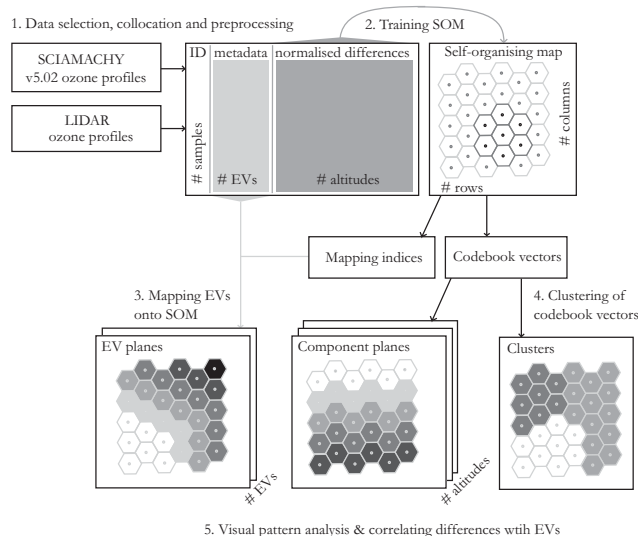 1. Data selection, collocation and preprocessing
2. Training SOM
SCIAMACHY
v5.02 ozone profiles
LIDAR
ozone profiles
ID
metadata
normalised differences
# samples
# EVs
# altitudes
Self-organising map
# columns
# rows
Mapping indices
Codebook vectors
3. Mapping EVs
onto SOM
4. Clustering of
codebook vectors
EV planes
# EVs
Component planes
# altitudes
Clusters
5. Visual pattern analysis & correlating differences wtih EVs